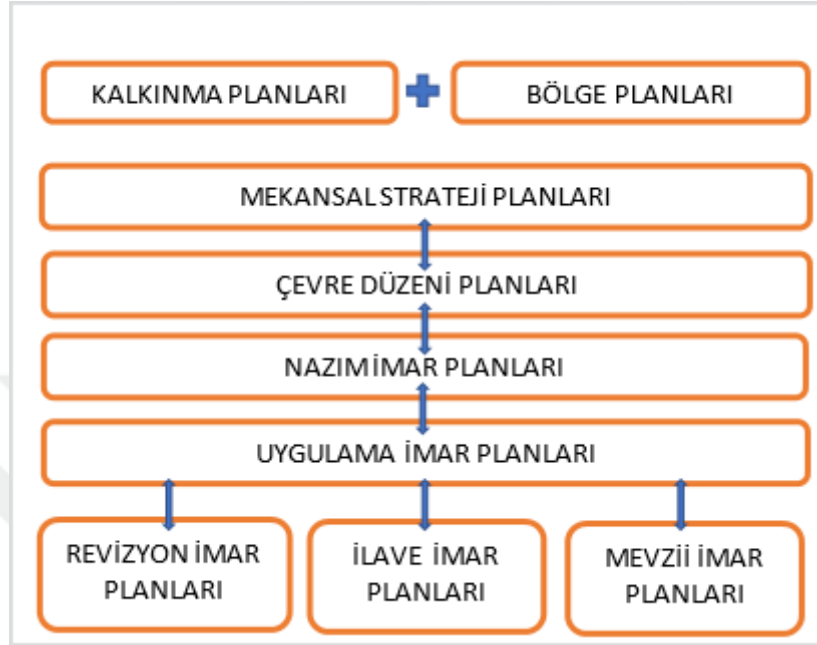 KALKINMA PLANLARI
BÖLGE PLANLARI
MEKANSAL STRATEJİ PLANLARI
ÇEVRE DÜZENİ PLANLARI
NAZIM İMAR PLANLARI
UYGULAMA İMAR PLANLARI
REVİZYON İMAR
PLANLARI
İLAVE İMAR
PLANLARI
MEVZİİ İMAR
PLANLARI